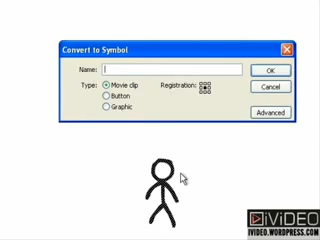 Convert to Symbol
Name:
OK
Type: Movie clip Registration:
Cancel
Button
Graphic
Advanced
iViDEO
IVIDEO.WORDPRESS.COM